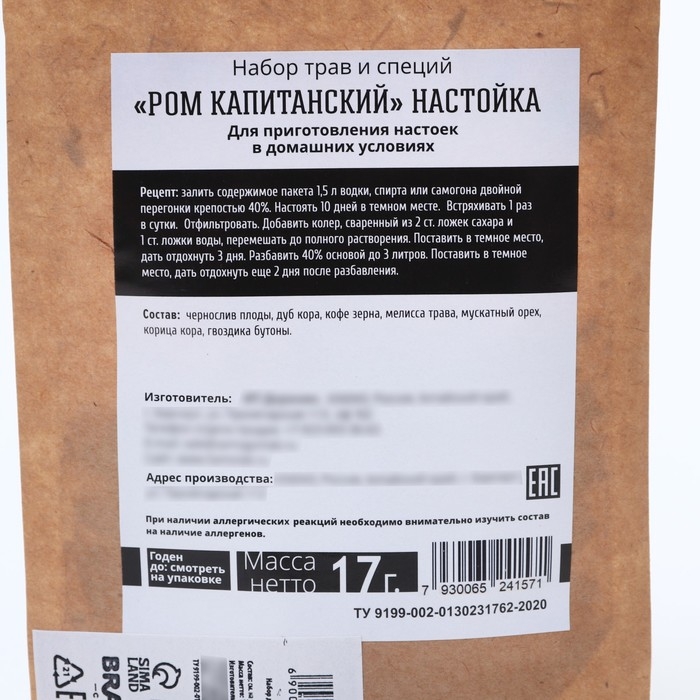 Набор трав и специй
«РОМ КАПИТАНСКИЙ» НАСТОЙКА
Для приготовления настоек
в домашних условиях
Рецепт: залить содержимое пакета 1,5 л водки, спирта или самогона двойной
перегонки крепостью 40%. Настоять 10 дней в темном месте. Встряхивать 1 раз
в сутки. Отфильтровать. Добавить колер, сваренный из 2 ст. ложек сахара и
1 ст. ложки воды, перемешать до полного растворения. Поставить в темное место,
дать отдохнуть 3 дня. Разбавить 40% основой до 3 литров. Поставить в темное
место, дать отдохнуть еще 2 дня после разбавления.
Состав: чернослив плоды, дуб кора, кофе зерна, мелисса трава, мускатный орех,
корица кора, гвоздика бутоны.
Изготовитель:
Адрес производства:
EAC
При наличии аллергических реакций необходимо внимательно изучить состав
на наличие аллергенов.
Годен
до: смотреть
на упаковке
Масса
нетто
17 г.
7 930065 241571
ТУ 9199-002-0130231762-2020
SIMA
LAND
BRA
21